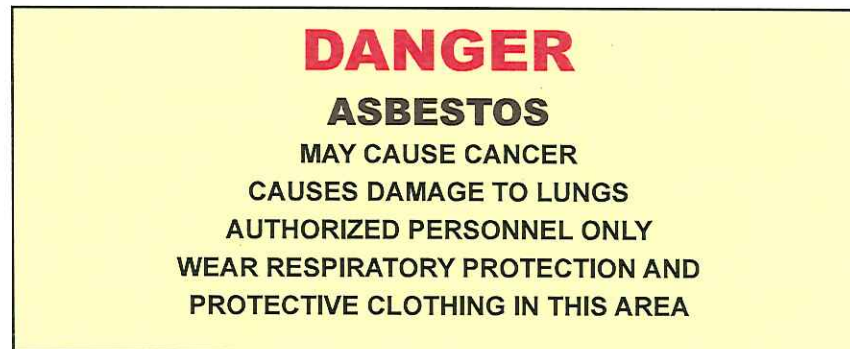 DANGER
ASBESTOS
MAY CAUSE CANCER
CAUSES DAMAGE TO LUNGS
AUTHORIZED PERSONNEL ONLY
WEAR RESPIRATORY PROTECTION AND
PROTECTIVE CLOTHING IN THIS AREA